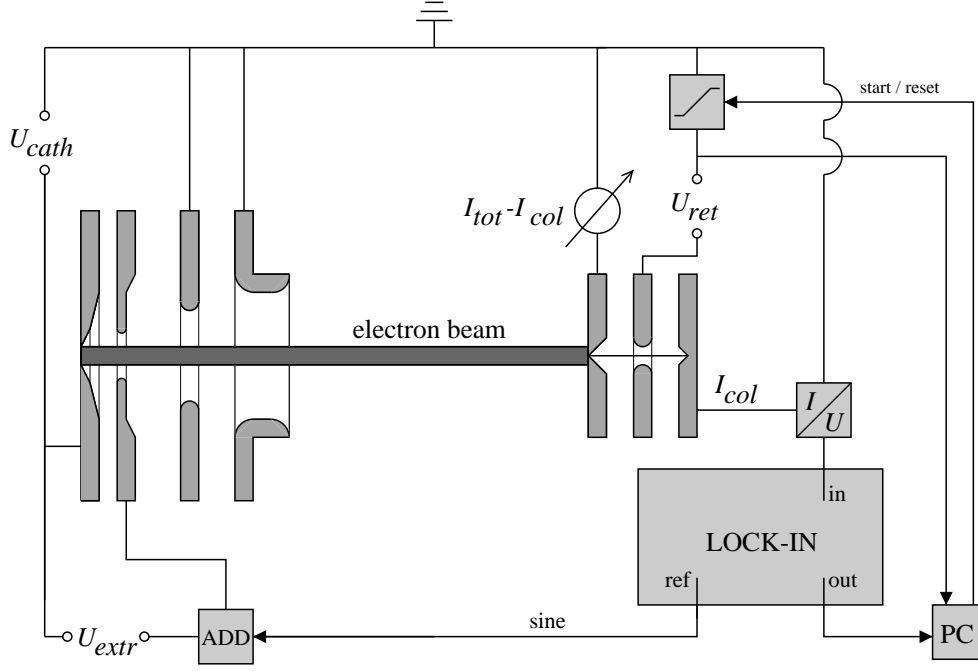 start / reset
U_cath
I_tot - I_col
U_ret
electron beam
I_col
I / U
in
LOCK-IN
ref
out
sine
U_extr
ADD
PC